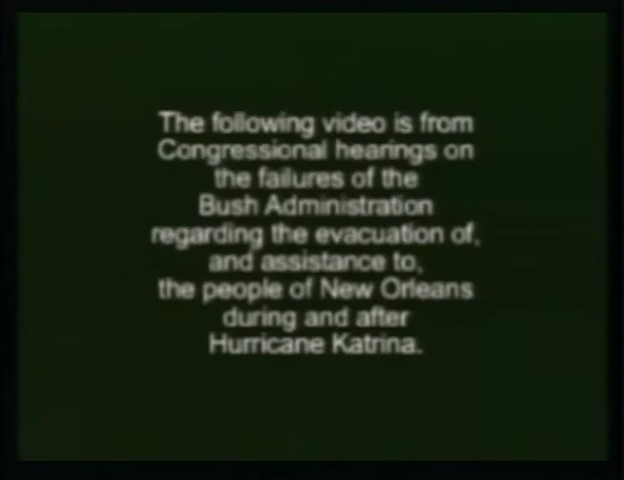 The following video is from
Congressional hearings on
the failures of the
Bush Administration
regarding the evacuation of,
and assistance to,
the people of New Orleans
during and after
Hurricane Katrina.